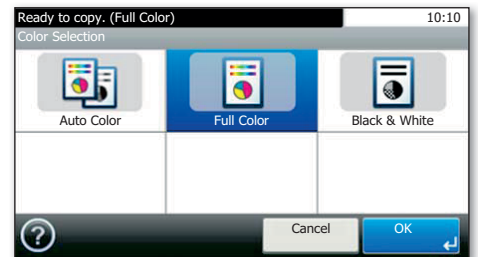 Ready to copy. (Full Color) 10:10
Color Selection
Auto Color Full Color Black & White
? Cancel OK